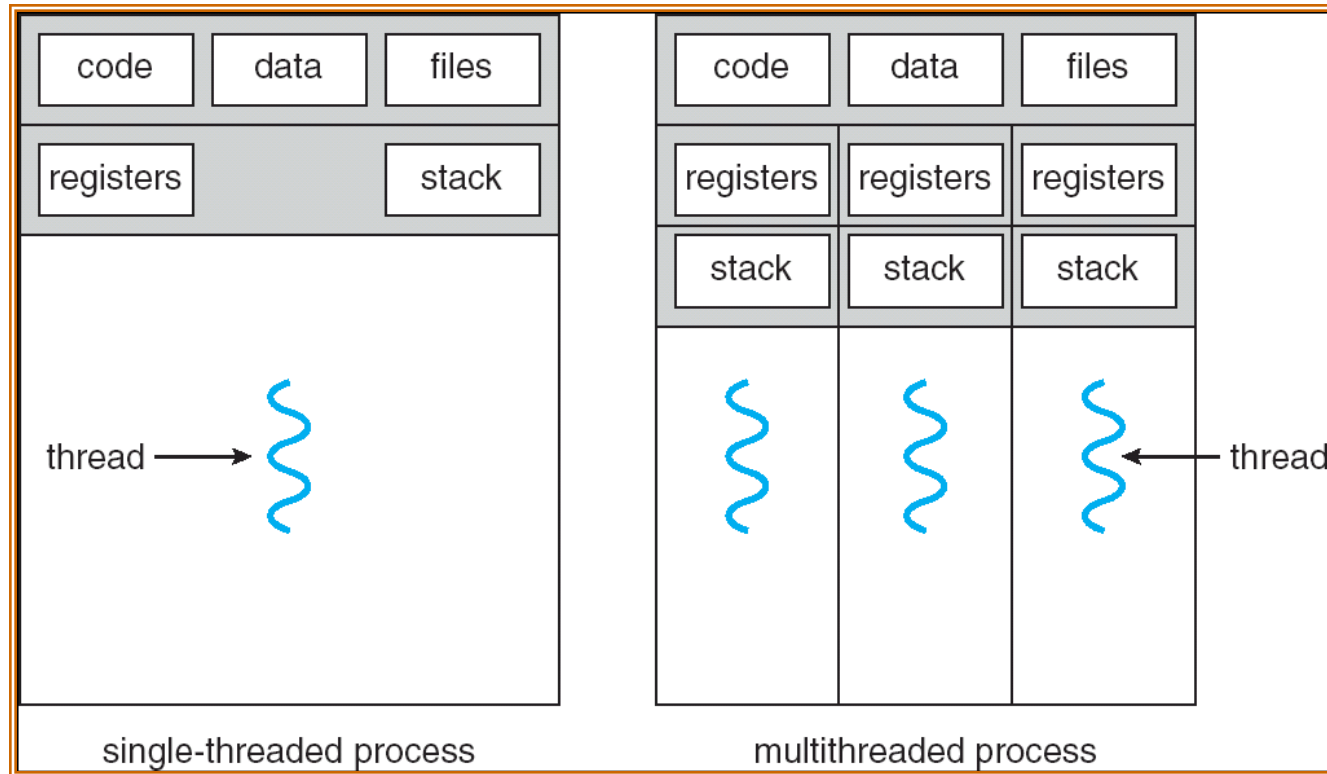 code data files
registers stack
thread
single-threaded process
code data files
registers registers registers
stack stack stack
thread
multithreaded process